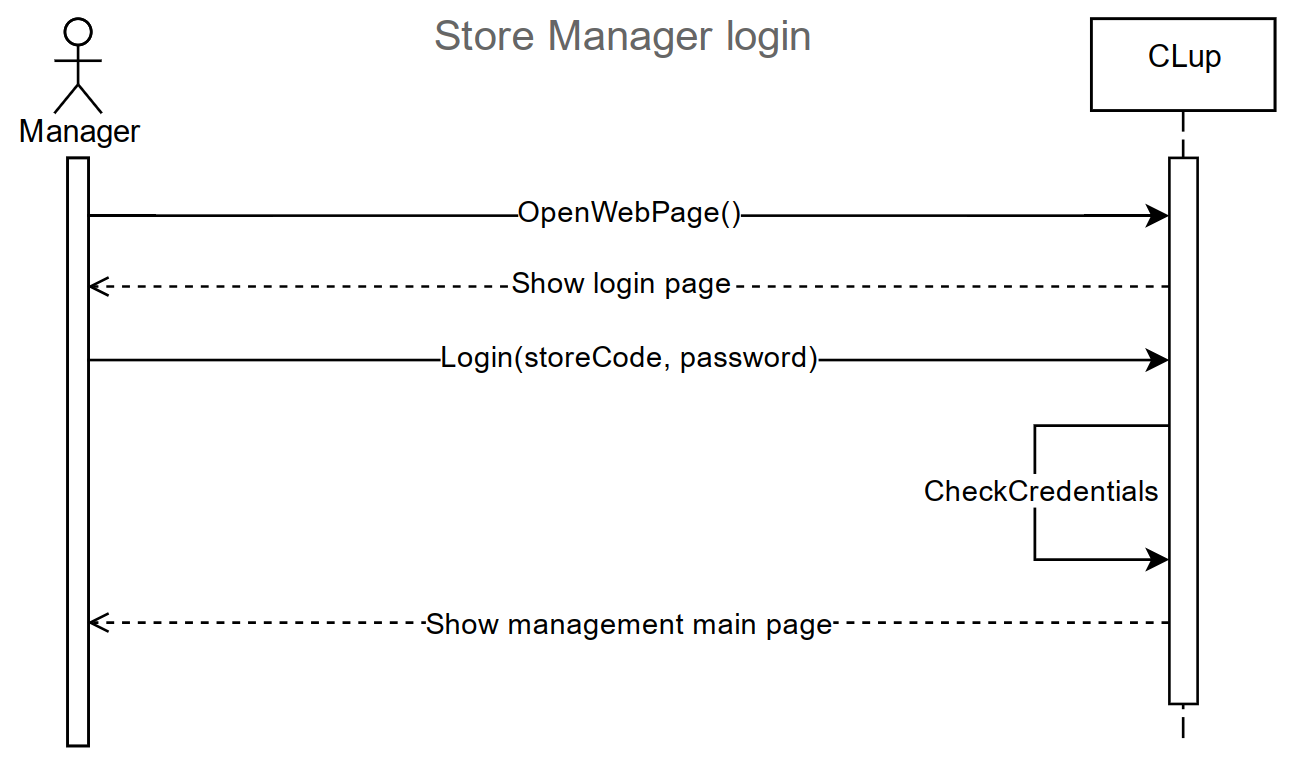 Store Manager login
CLup
Manager
OpenWebPage()
Show login page
Login(storeCode, password)
CheckCredentials
Show management main page